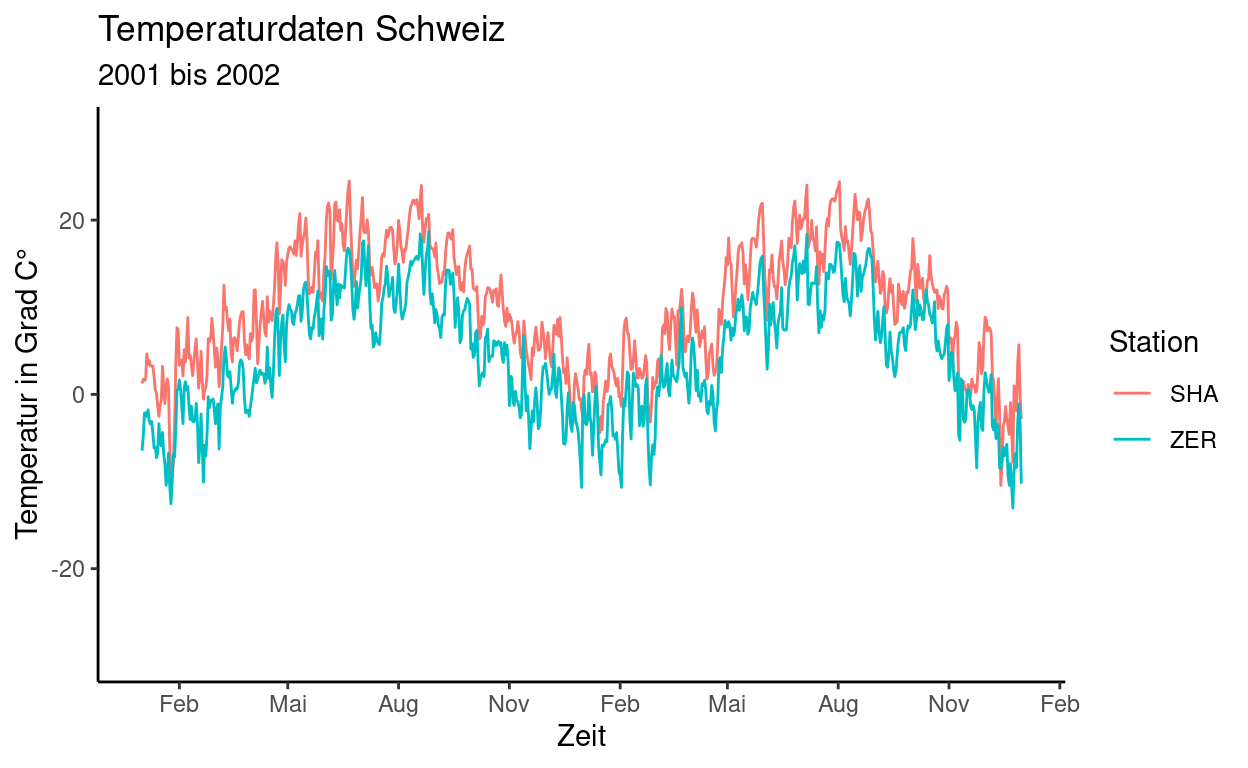 Temperaturdaten Schweiz
2001 bis 2002
Temperatur in Grad C°
20
0
-20
Feb Mai Aug Nov Feb Mai Aug Nov Feb
Zeit
Station
SHA
ZER